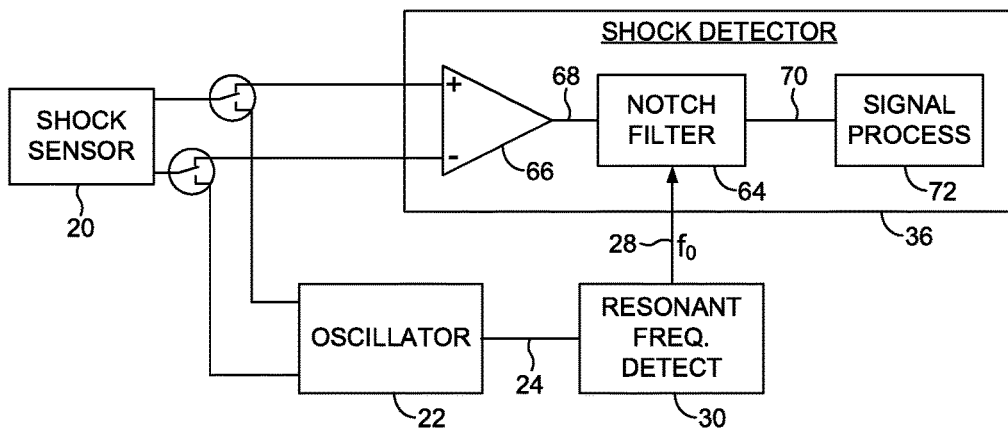 SHOCK DETECTOR
SHOCK
SENSOR
20
+
-
66
68
NOTCH
FILTER
64
70
SIGNAL
PROCESS
72
36
28
f0
OSCILLATOR
22
24
RESONANT
FREQ.
DETECT
30